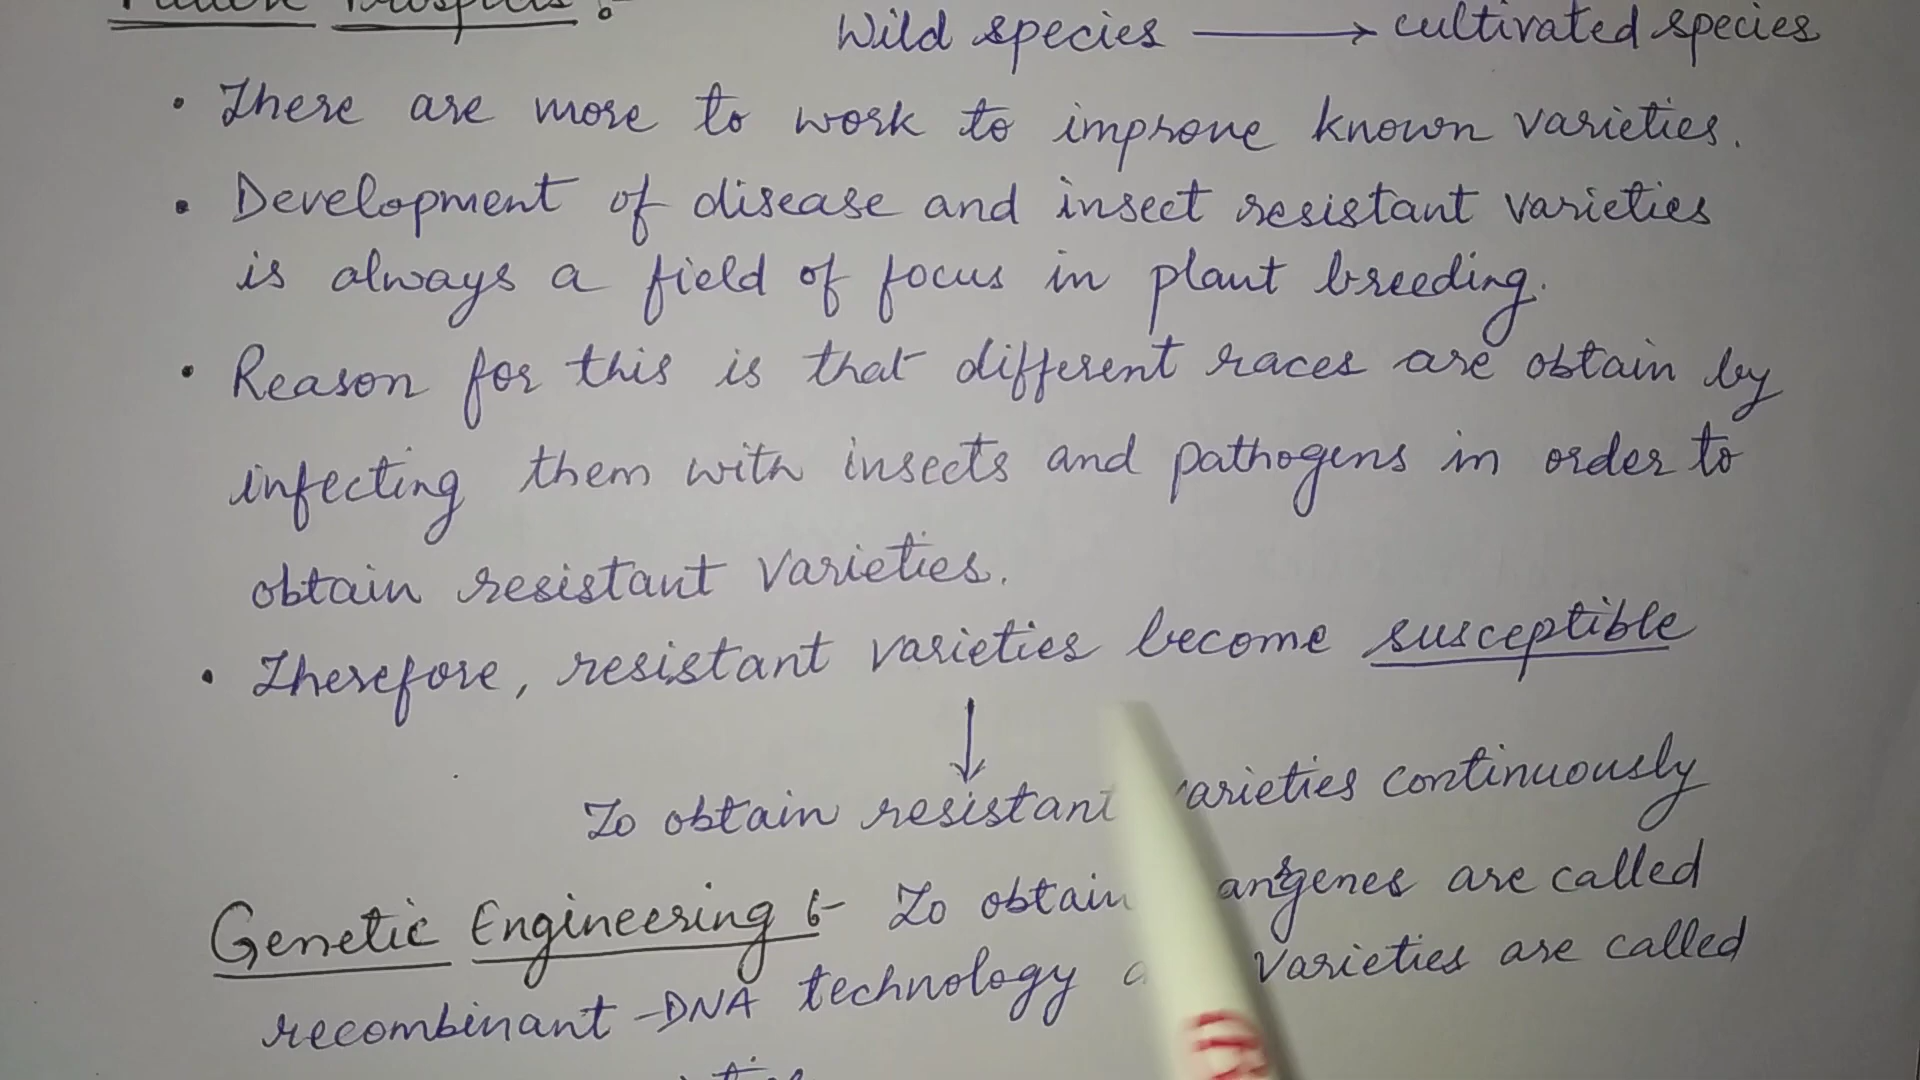 Future Prospects :-
Wild species → cultivated species
• There are more to work to improve known varieties.
• Development of disease and insect resistant varieties
is always a field of focus in plant breeding.
• Reason for this is that different races are obtain by
infecting them with insects and pathogens in order to
obtain resistant varieties.
• Therefore, resistant varieties become susceptible
↓
To obtain resistant varieties continuously
Genetic Engineering :- To obtain are called
recombinant-DNA technology varieties are called